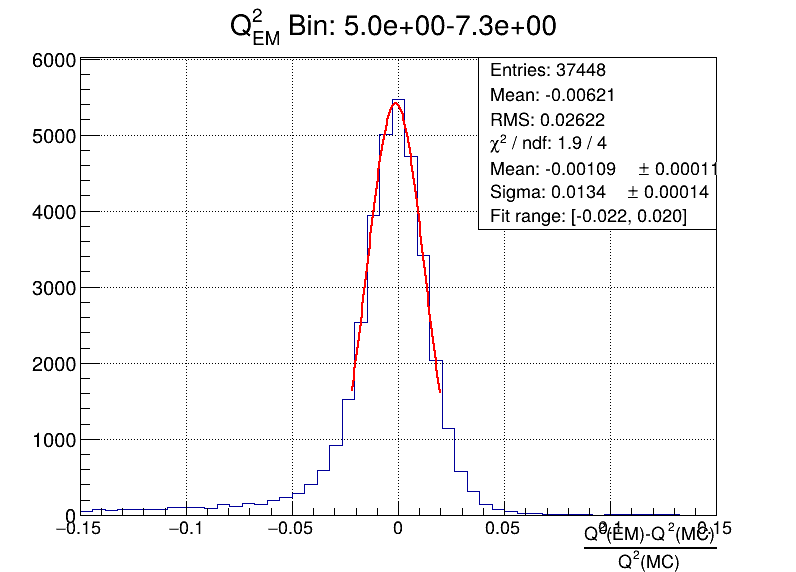 Q²EM Bin: 5.0e+00-7.3e+00
Entries: 37448
Mean: -0.00621
RMS: 0.02622
χ² / ndf: 1.9 / 4
Mean: -0.00109 ± 0.00011
Sigma: 0.0134 ± 0.00014
Fit range: [-0.022, 0.020]
6000
5000
4000
3000
2000
1000
0
−0.15 −0.1 −0.05 0 0.05 0.1 0.15
Q²(EM)-Q²(MC)
Q²(MC)